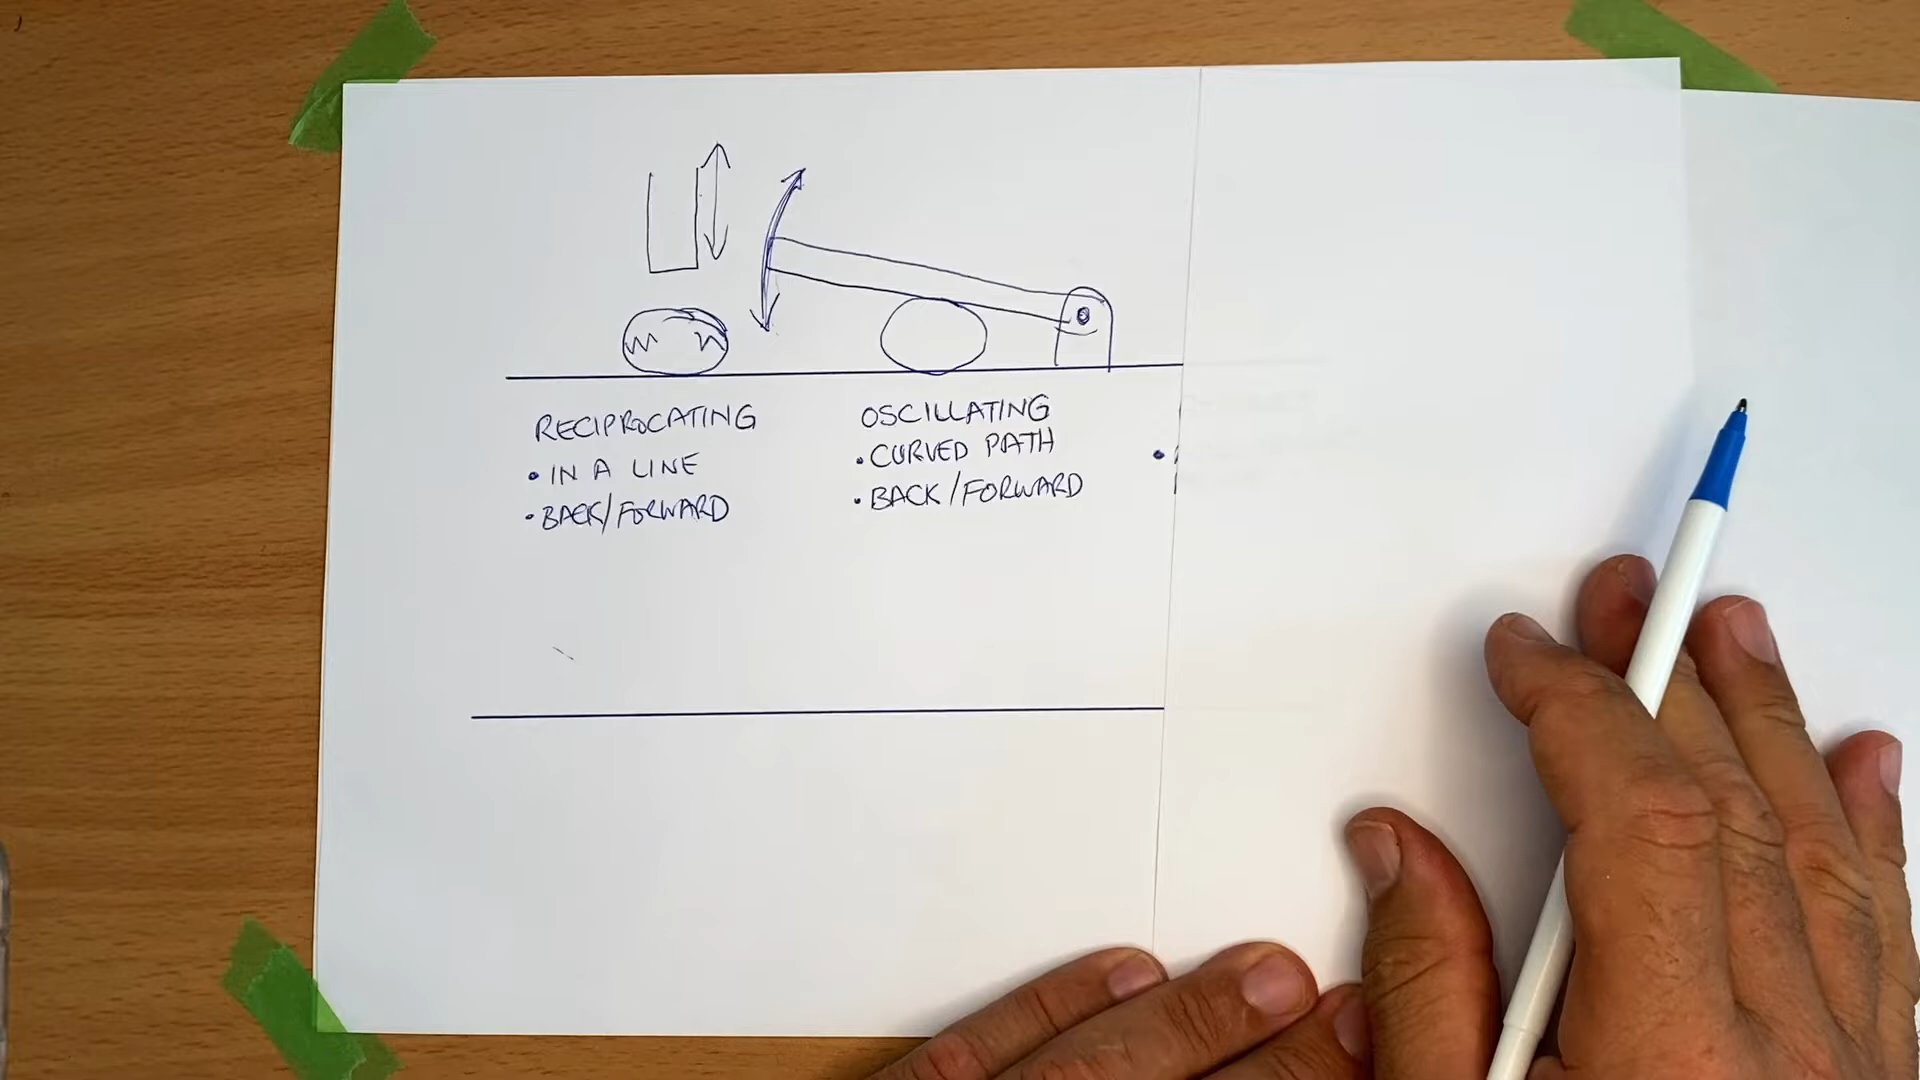 RECIPROCATING
• IN A LINE
• BACK/FORWARD
OSCILLATING
• CURVED PATH
• BACK/FORWARD